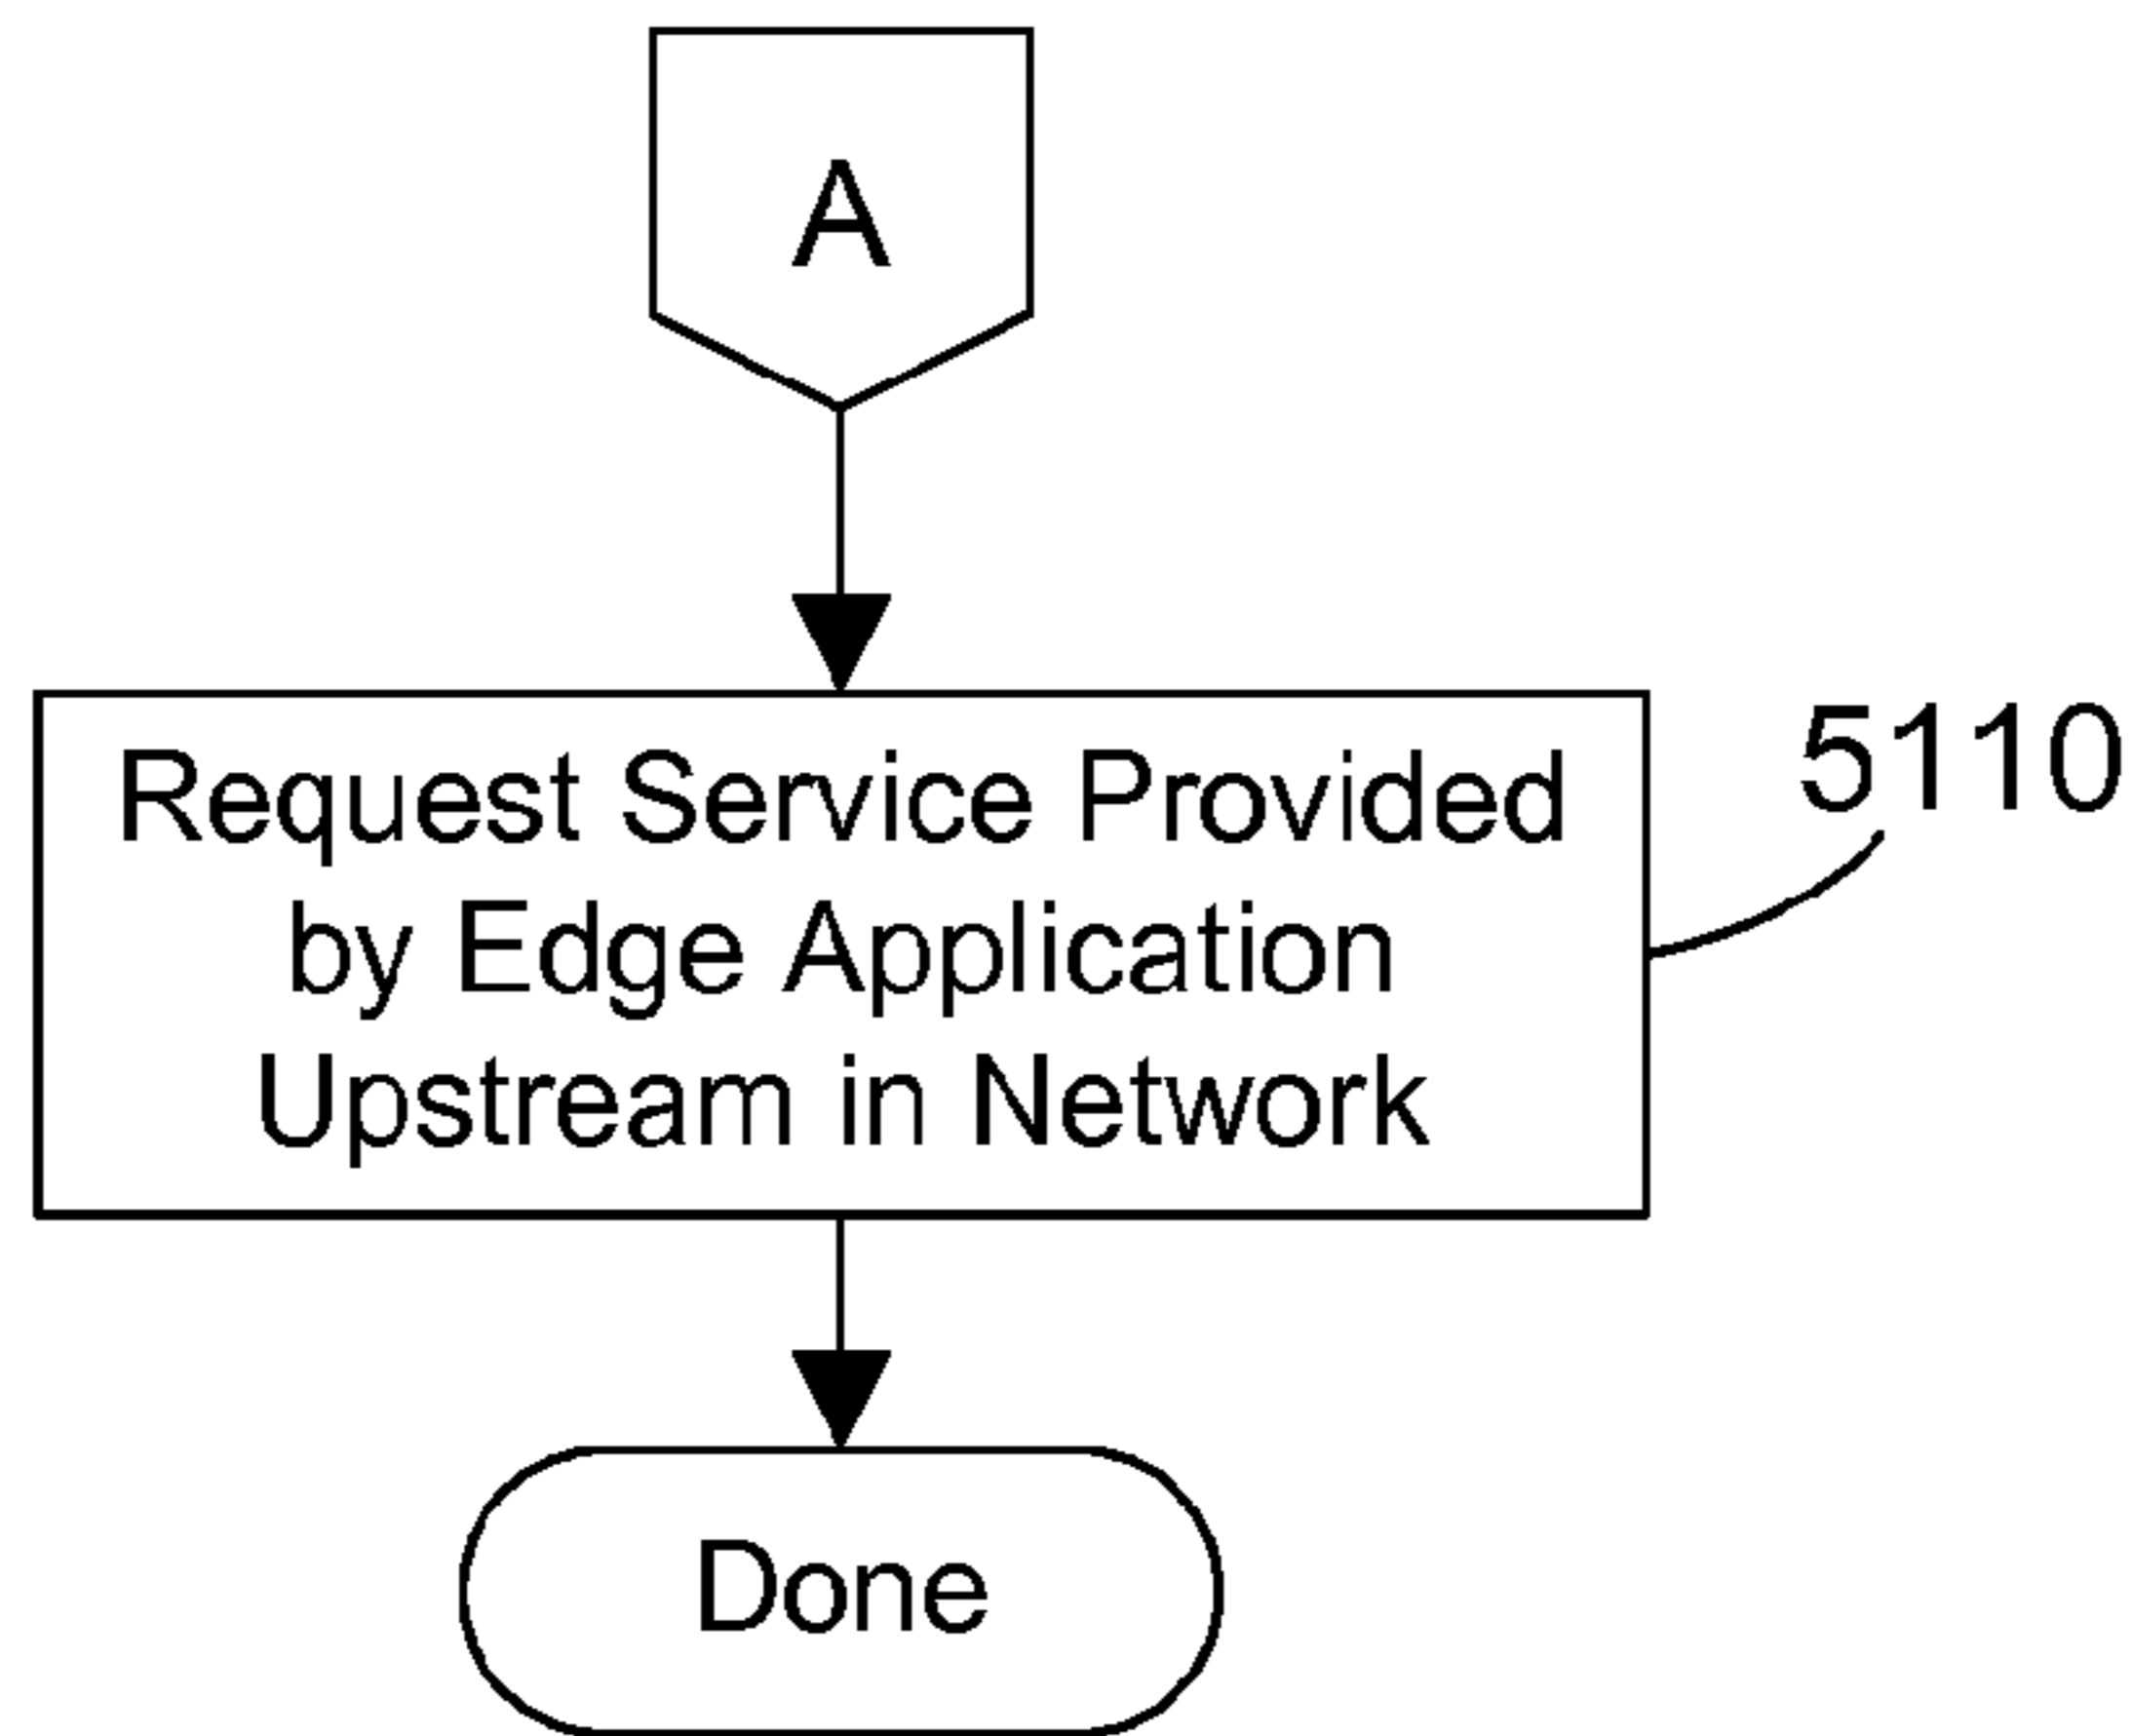 A
Request Service Provided
by Edge Application
Upstream in Network
5110
Done